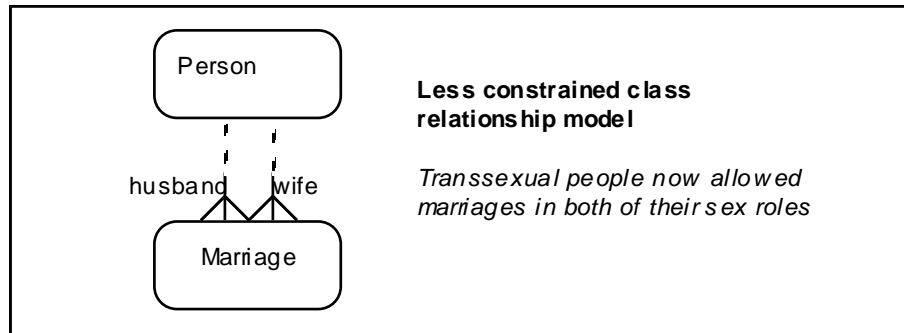 Person
Less constrained class
relationship model
Transsexual people now allowed
marriages in both of their sex roles
husband wife
Marriage